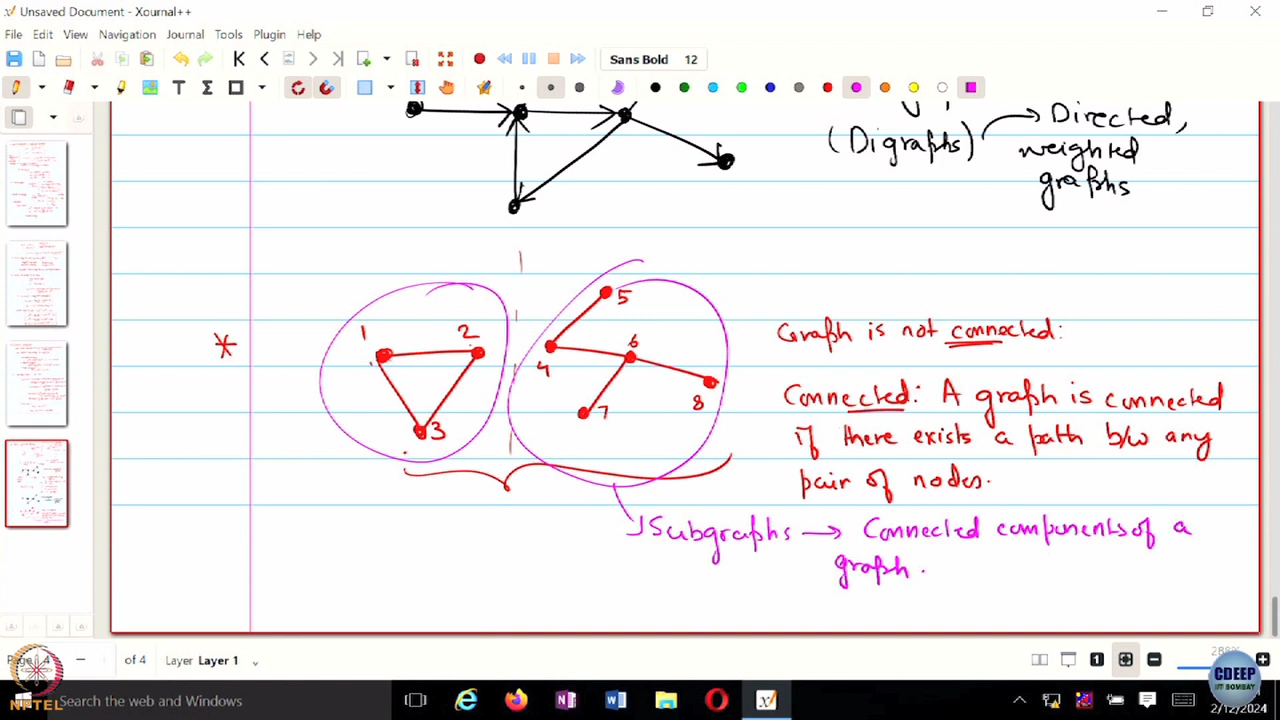 Unsaved Document - Xournal++
File Edit View Navigation Journal Tools Plugin Help
Sans Bold 12
(Digraphs) → Directed,
weighted
graphs
*
1 2 3
4 5 6 7 8
Graph is not connected:
Connected: A graph is connected
if there exists a path b/w any
pair of nodes.
Subgraphs → Connected components of a
graph.
of 4 Layer Layer 1
288%
Search the web and Windows
NPTEL
CDEEP
IIT BOMBAY
2/12/2024